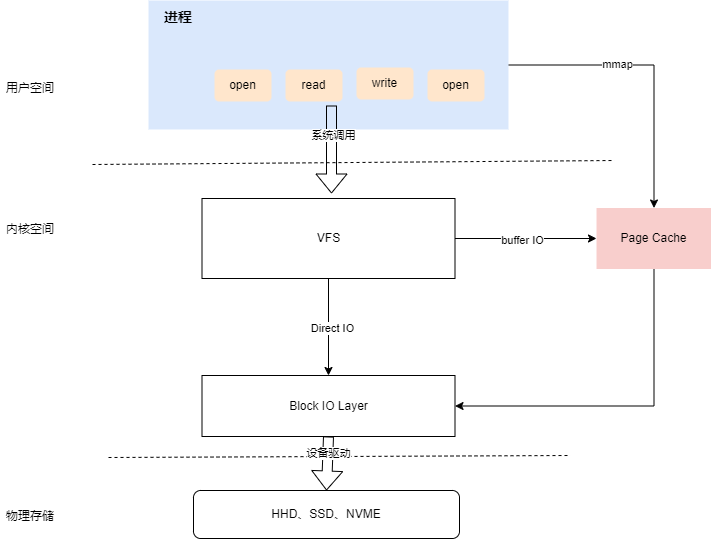 进程
mmap
用户空间
open
read
write
open
系统调用
内核空间
VFS
buffer IO
Page Cache
Direct IO
Block IO Layer
设备驱动
物理存储
HHD、SSD、NVME